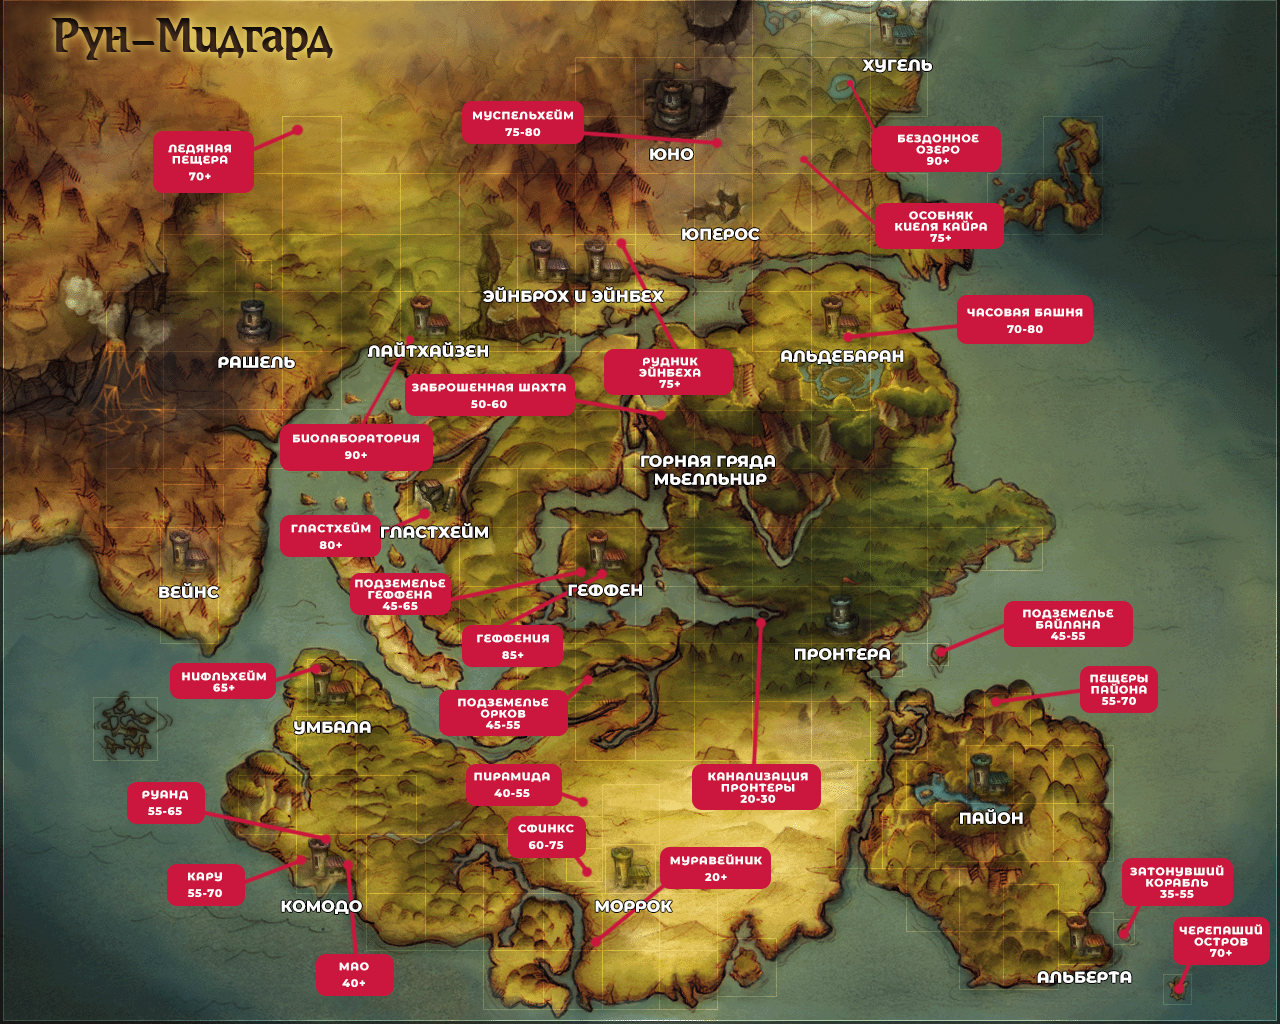 Рун-Мидгард
ХУГЕЛЬ
МУСПЕЛЬХЕЙМ
75-80
ЛЕДЯНАЯ
ПЕЩЕРА
70+
ЮНО
БЕЗДОННОЕ
ОЗЕРО
90+
ОСОБНЯК
КИЕЛЯ КАЙРА
75+
ЮПЕРОС
ЭЙНБРОХ И ЭЙНБЕХ
ЧАСОВАЯ БАШНЯ
70-80
РАШЕЛЬ
ЛАЙТХАЙЗЕН
АЛЬДЕБАРАН
РУДНИК
ЭЙНБЕХА
75+
ЗАБРОШЕННАЯ ШАХТА
50-60
БИОЛАБОРАТОРИЯ
90+
ГОРНАЯ ГРЯДА
МЬЕЛЛЬНИР
ГЛАСТХЕЙМ
80+
ГЛАСТХЕЙМ
ВЕЙНС
ПОДЗЕМЕЛЬЕ
ГЕФФЕНА
45-65
ГЕФФЕН
ГЕФФЕНИЯ
85+
ПРОНТЕРА
ПОДЗЕМЕЛЬЕ
БАЙЛАНА
45-55
НИФЛЬХЕЙМ
65+
ПЕЩЕРЫ
ПАЙОНА
55-70
ПОДЗЕМЕЛЬЕ
ОРКОВ
45-55
УМБАЛА
ПИРАМИДА
40-55
КАНАЛИЗАЦИЯ
ПРОНТЕРЫ
20-30
РУАНД
55-65
ПАЙОН
СФИНКС
60-75
МУРАВЕЙНИК
20+
КАРУ
55-70
ЗАТОНУВШИЙ
КОРАБЛЬ
35-55
КОМОДО
МОРРОК
ЧЕРЕПАШИЙ
ОСТРОВ
70+
МАО
40+
АЛЬБЕРТА